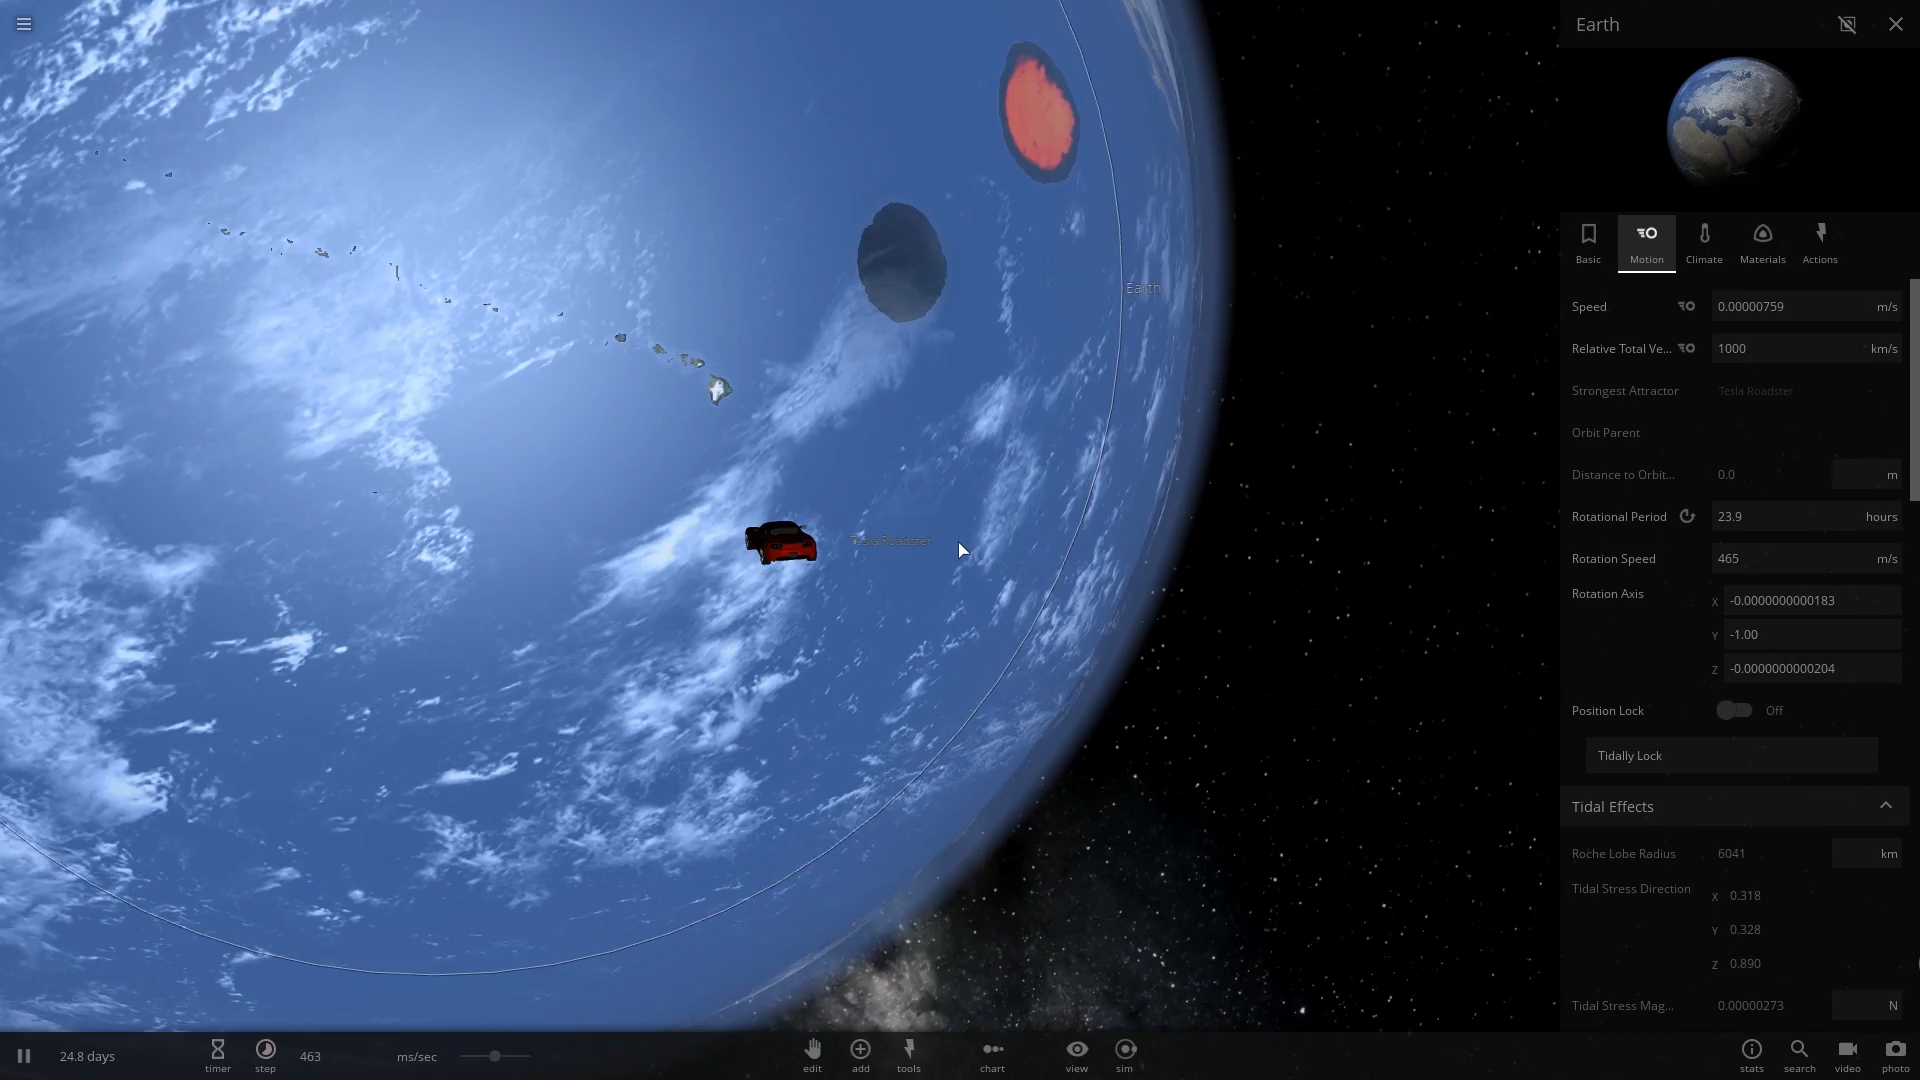 Earth
Basic
Motion
Climate
Materials
Actions
Speed 0.00000759 m/s
Relative Total Ve... 1000 km/s
Strongest Attractor Tesla Roadster
Orbit Parent
Distance to Orbit... 0.0 m
Rotational Period 23.9 hours
Rotation Speed 465 m/s
Rotation Axis X -0.0000000000183
Y -1.00
Z -0.0000000000204
Position Lock Off
Tidally Lock
Tidal Effects
Roche Lobe Radius 6041 km
Tidal Stress Direction X 0.318
Y 0.328
Z 0.890
Tidal Stress Mag... 0.00000273 N
Earth
Tesla Roadster
24.8 days
timer
step
463 ms/sec
edit
add
tools
chart
view
sim
stats
search
video
photo